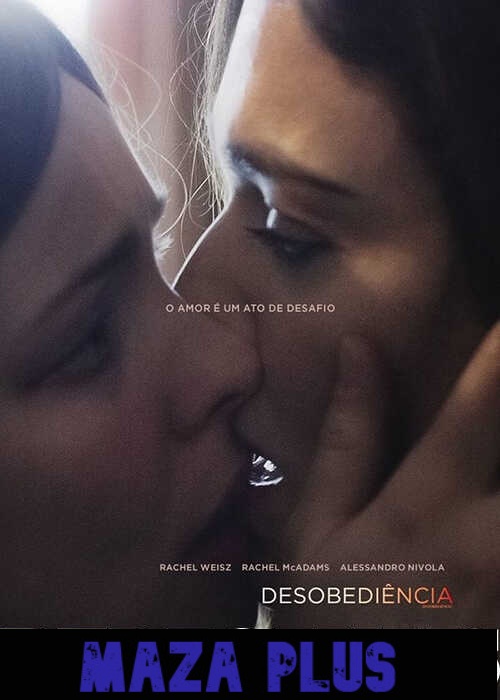 O AMOR É UM ATO DE DESAFIO
RACHEL WEISZ RACHEL McADAMS ALESSANDRO NIVOLA
DESOBEDIÊNCIA
MAZA PLUS